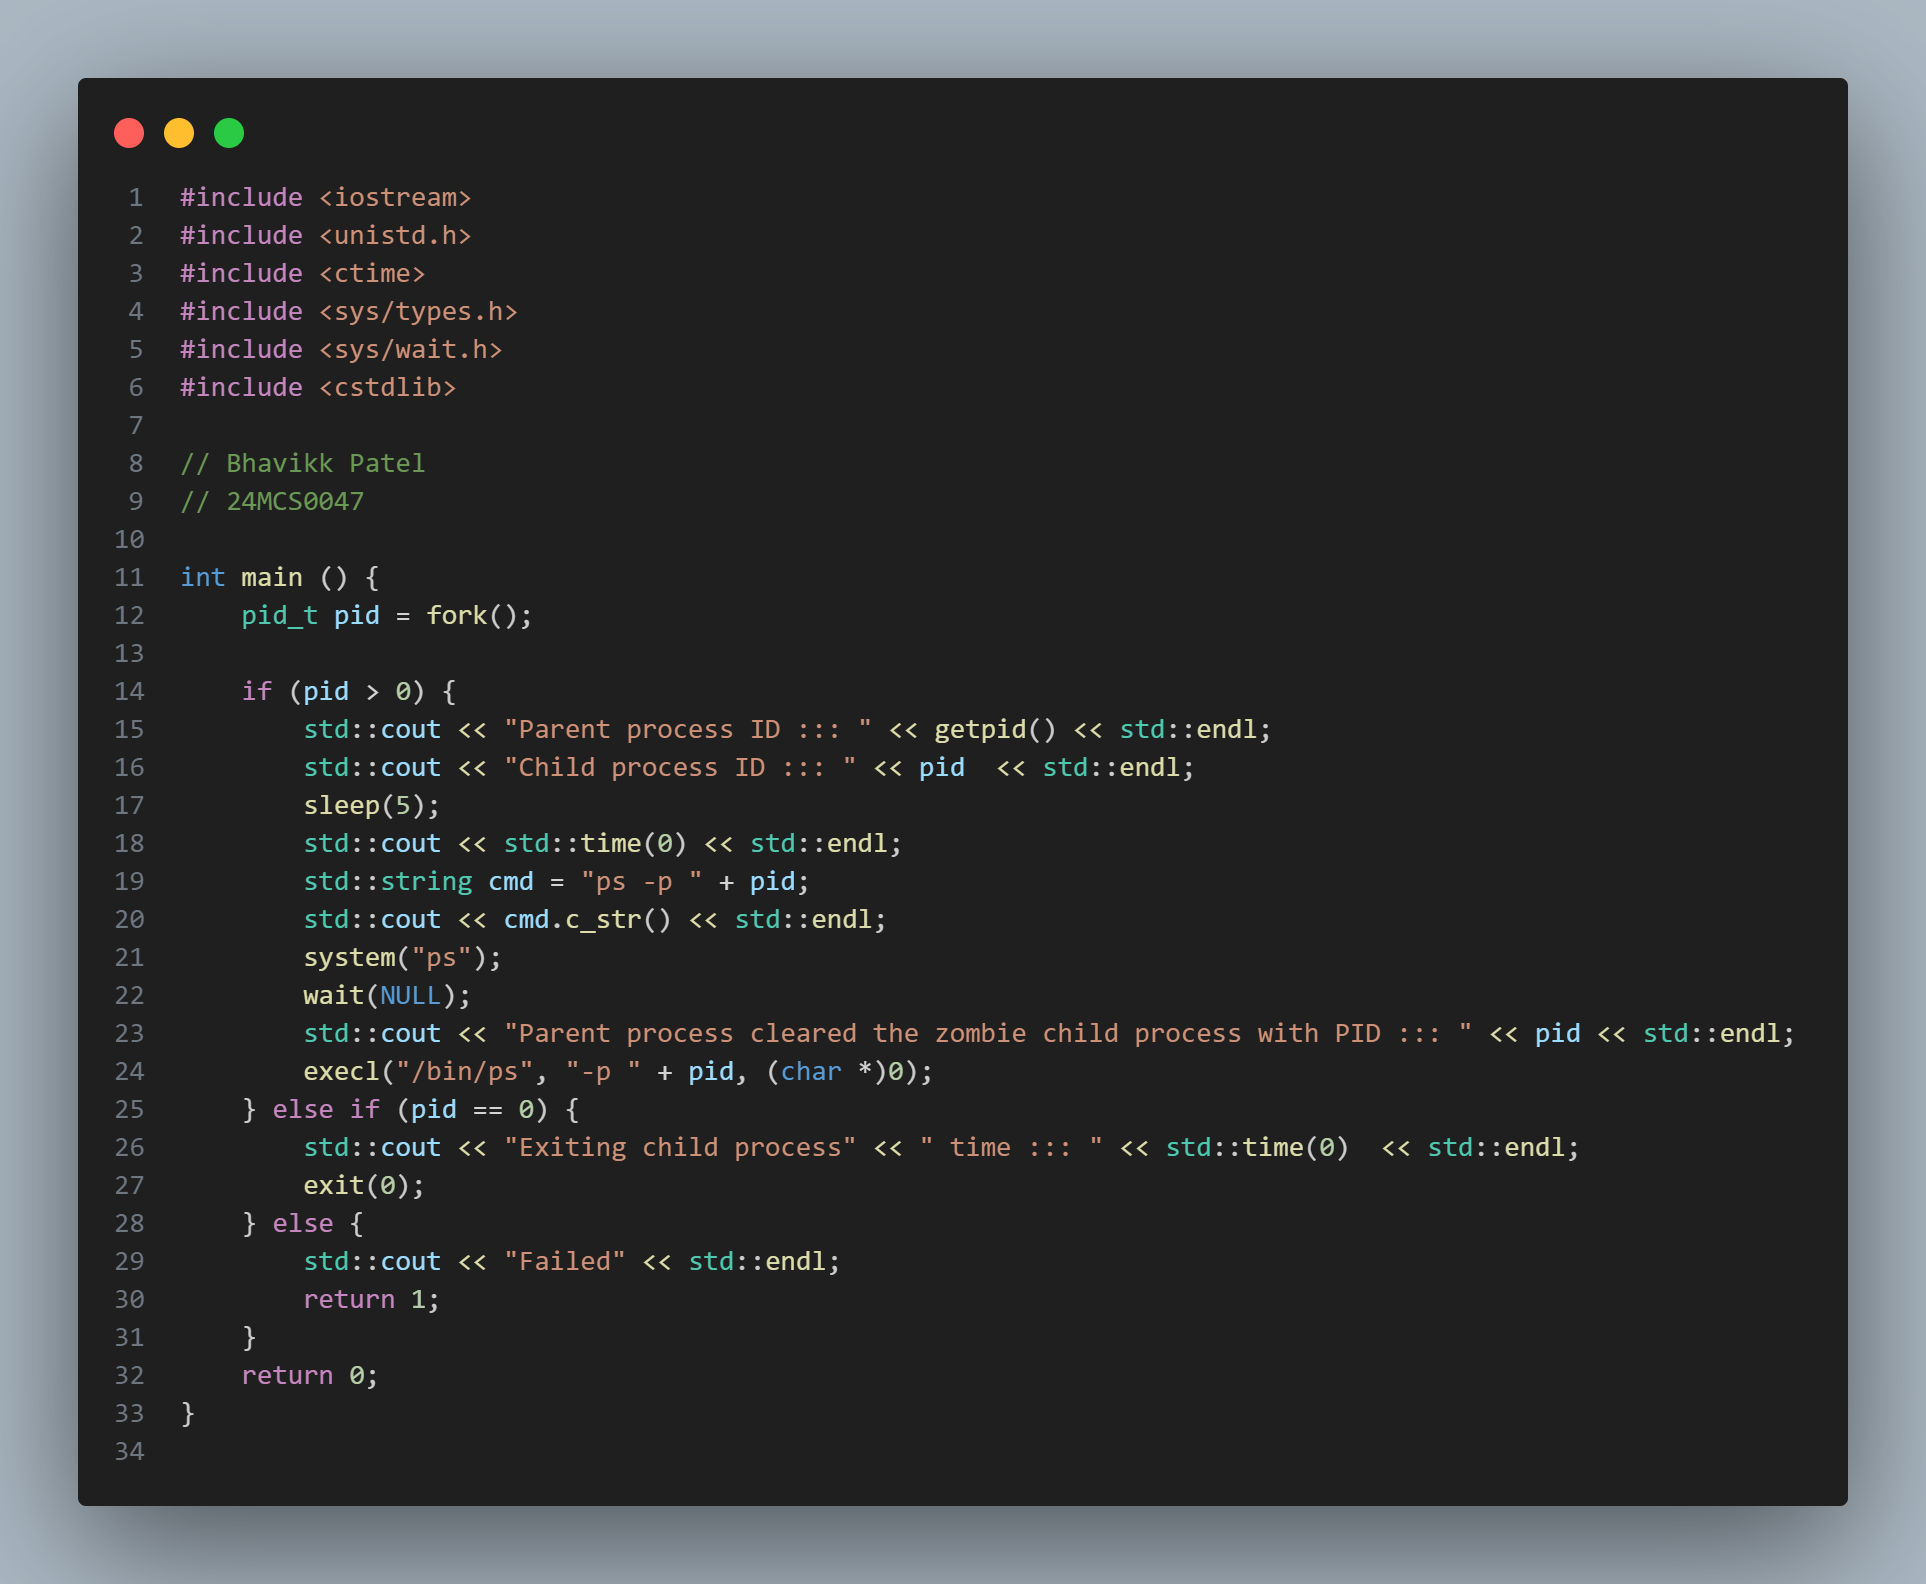 1 #include <iostream>
2 #include <unistd.h>
3 #include <ctime>
4 #include <sys/types.h>
5 #include <sys/wait.h>
6 #include <cstdlib>
7
8 // Bhavikk Patel
9 // 24MCS0047
10
11 int main () {
12     pid_t pid = fork();
13
14     if (pid > 0) {
15         std::cout << "Parent process ID ::: " << getpid() << std::endl;
16         std::cout << "Child process ID ::: " << pid  << std::endl;
17         sleep(5);
18         std::cout << std::time(0) << std::endl;
19         std::string cmd = "ps -p " + pid;
20         std::cout << cmd.c_str() << std::endl;
21         system("ps");
22         wait(NULL);
23         std::cout << "Parent process cleared the zombie child process with PID ::: " << pid << std::endl;
24         execl("/bin/ps", "-p " + pid, (char *)0);
25     } else if (pid == 0) {
26         std::cout << "Exiting child process" << " time ::: " << std::time(0)  << std::endl;
27         exit(0);
28     } else {
29         std::cout << "Failed" << std::endl;
30         return 1;
31     }
32     return 0;
33 }
34